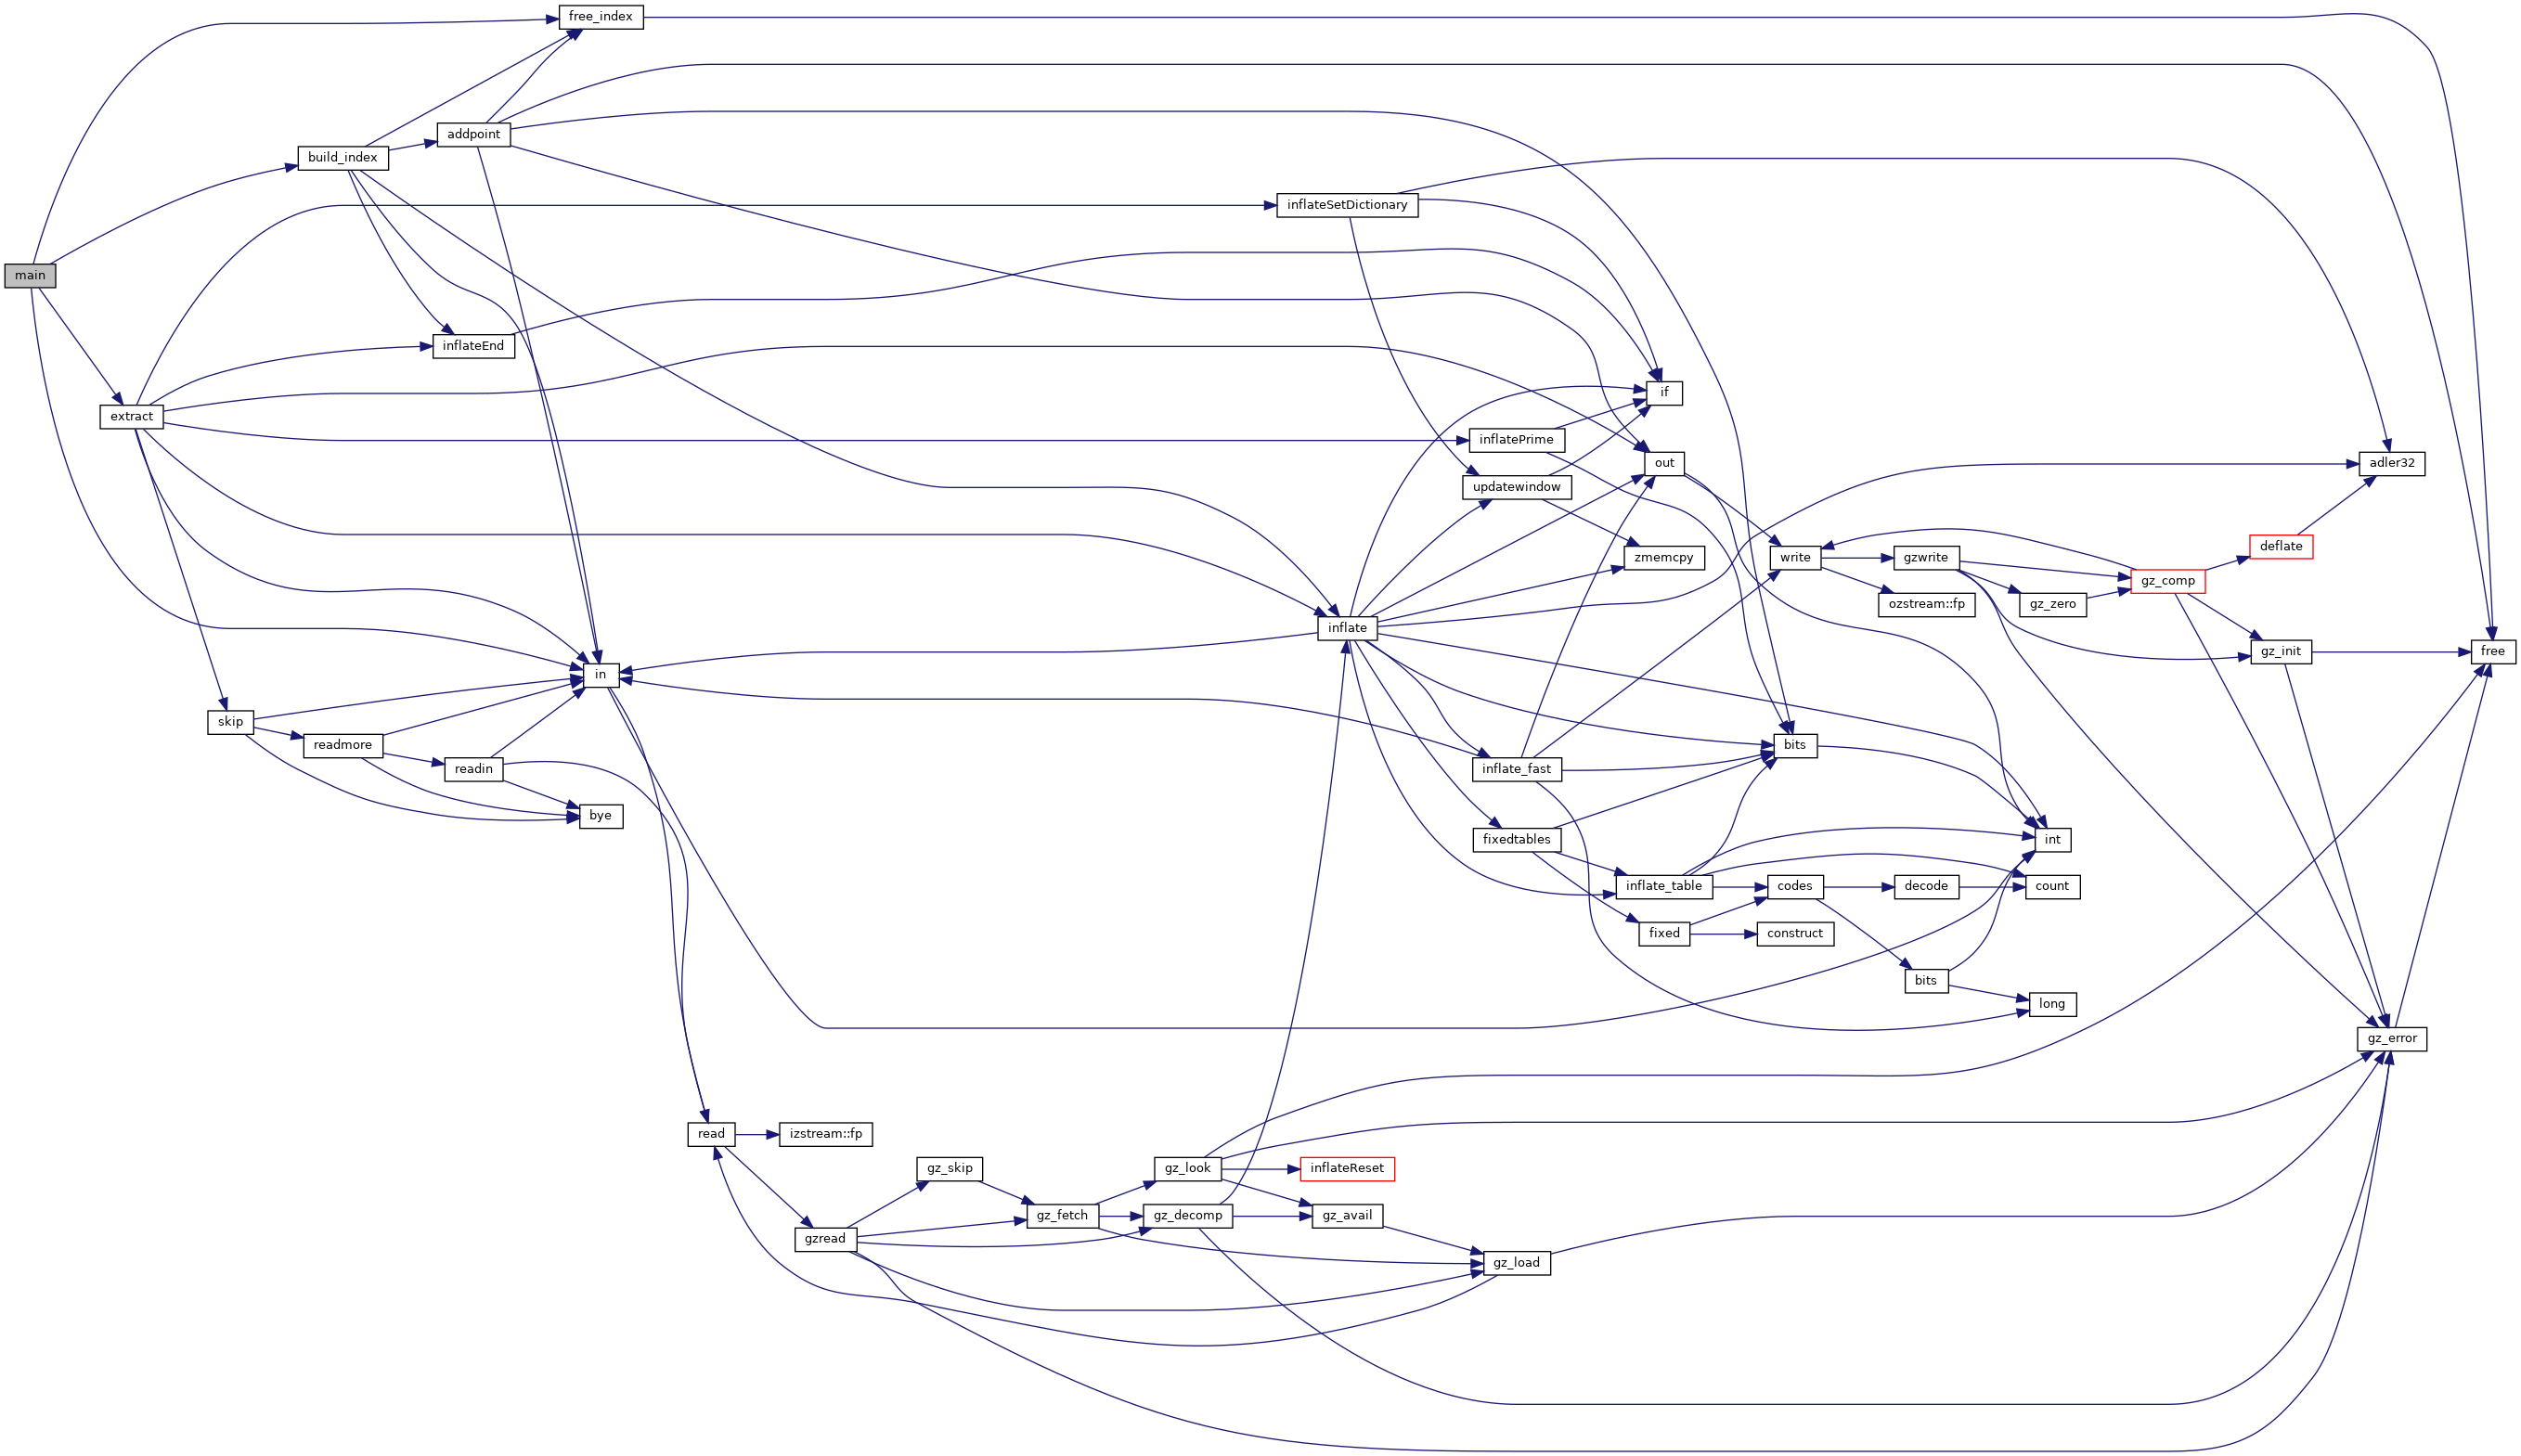 free_index
addpoint
build_index
inflateSetDictionary
main
inflateEnd
if
extract
inflatePrime
out
adler32
updatewindow
deflate
zmemcpy
write
gzwrite
gz_comp
ozstream::fp
gz_zero
inflate
gz_init
free
in
skip
readmore
bits
readin
inflate_fast
bye
fixedtables
int
inflate_table
codes
decode
count
fixed
construct
bits
long
gz_error
read
izstream::fp
gz_skip
gz_look
inflateReset
gz_fetch
gz_decomp
gz_avail
gzread
gz_load